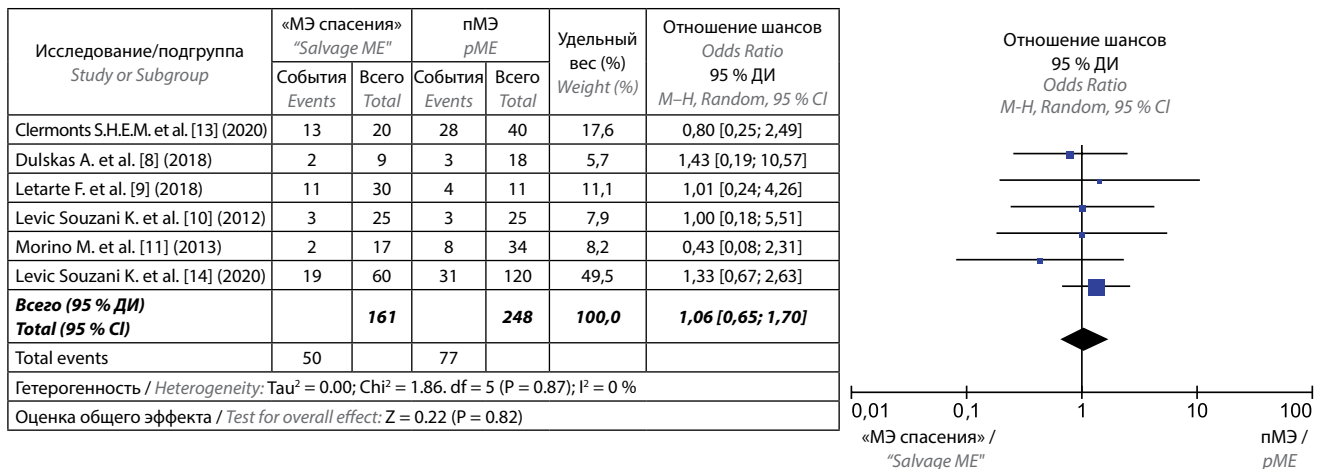 Исследование/подгруппа
Study or Subgroup
«МЭ спасения»
“Salvage ME"
пМЭ
pME
Удельный
вес (%)
Weight (%)
Отношение шансов
Odds Ratio
95 % ДИ
M–H, Random, 95 % Cl
События
Events
Всего
Total
События
Events
Всего
Total
Clermonts S.H.E.M. et al. [13] (2020) 13 20 28 40 17,6 0,80 [0,25; 2,49]
Dulskas A. et al. [8] (2018) 2 9 3 18 5,7 1,43 [0,19; 10,57]
Letarte F. et al. [9] (2018) 11 30 4 11 11,1 1,01 [0,24; 4,26]
Levic Souzani K. et al. [10] (2012) 3 25 3 25 7,9 1,00 [0,18; 5,51]
Morino M. et al. [11] (2013) 2 17 8 34 8,2 0,43 [0,08; 2,31]
Levic Souzani K. et al. [14] (2020) 19 60 31 120 49,5 1,33 [0,67; 2,63]
Всего (95 % ДИ)
Total (95 % Cl) 161 248 100,0 1,06 [0,65; 1,70]
Total events 50 77
Гетерогенность / Heterogeneity: Tau² = 0.00; Chi² = 1.86. df = 5 (P = 0.87); I² = 0 %
Оценка общего эффекта / Test for overall effect: Z = 0.22 (P = 0.82)
Отношение шансов
95 % ДИ
Odds Ratio
M-H, Random, 95 % Cl
0,01 0,1 1 10 100
«МЭ спасения» /
“Salvage ME"
пМЭ /
pME